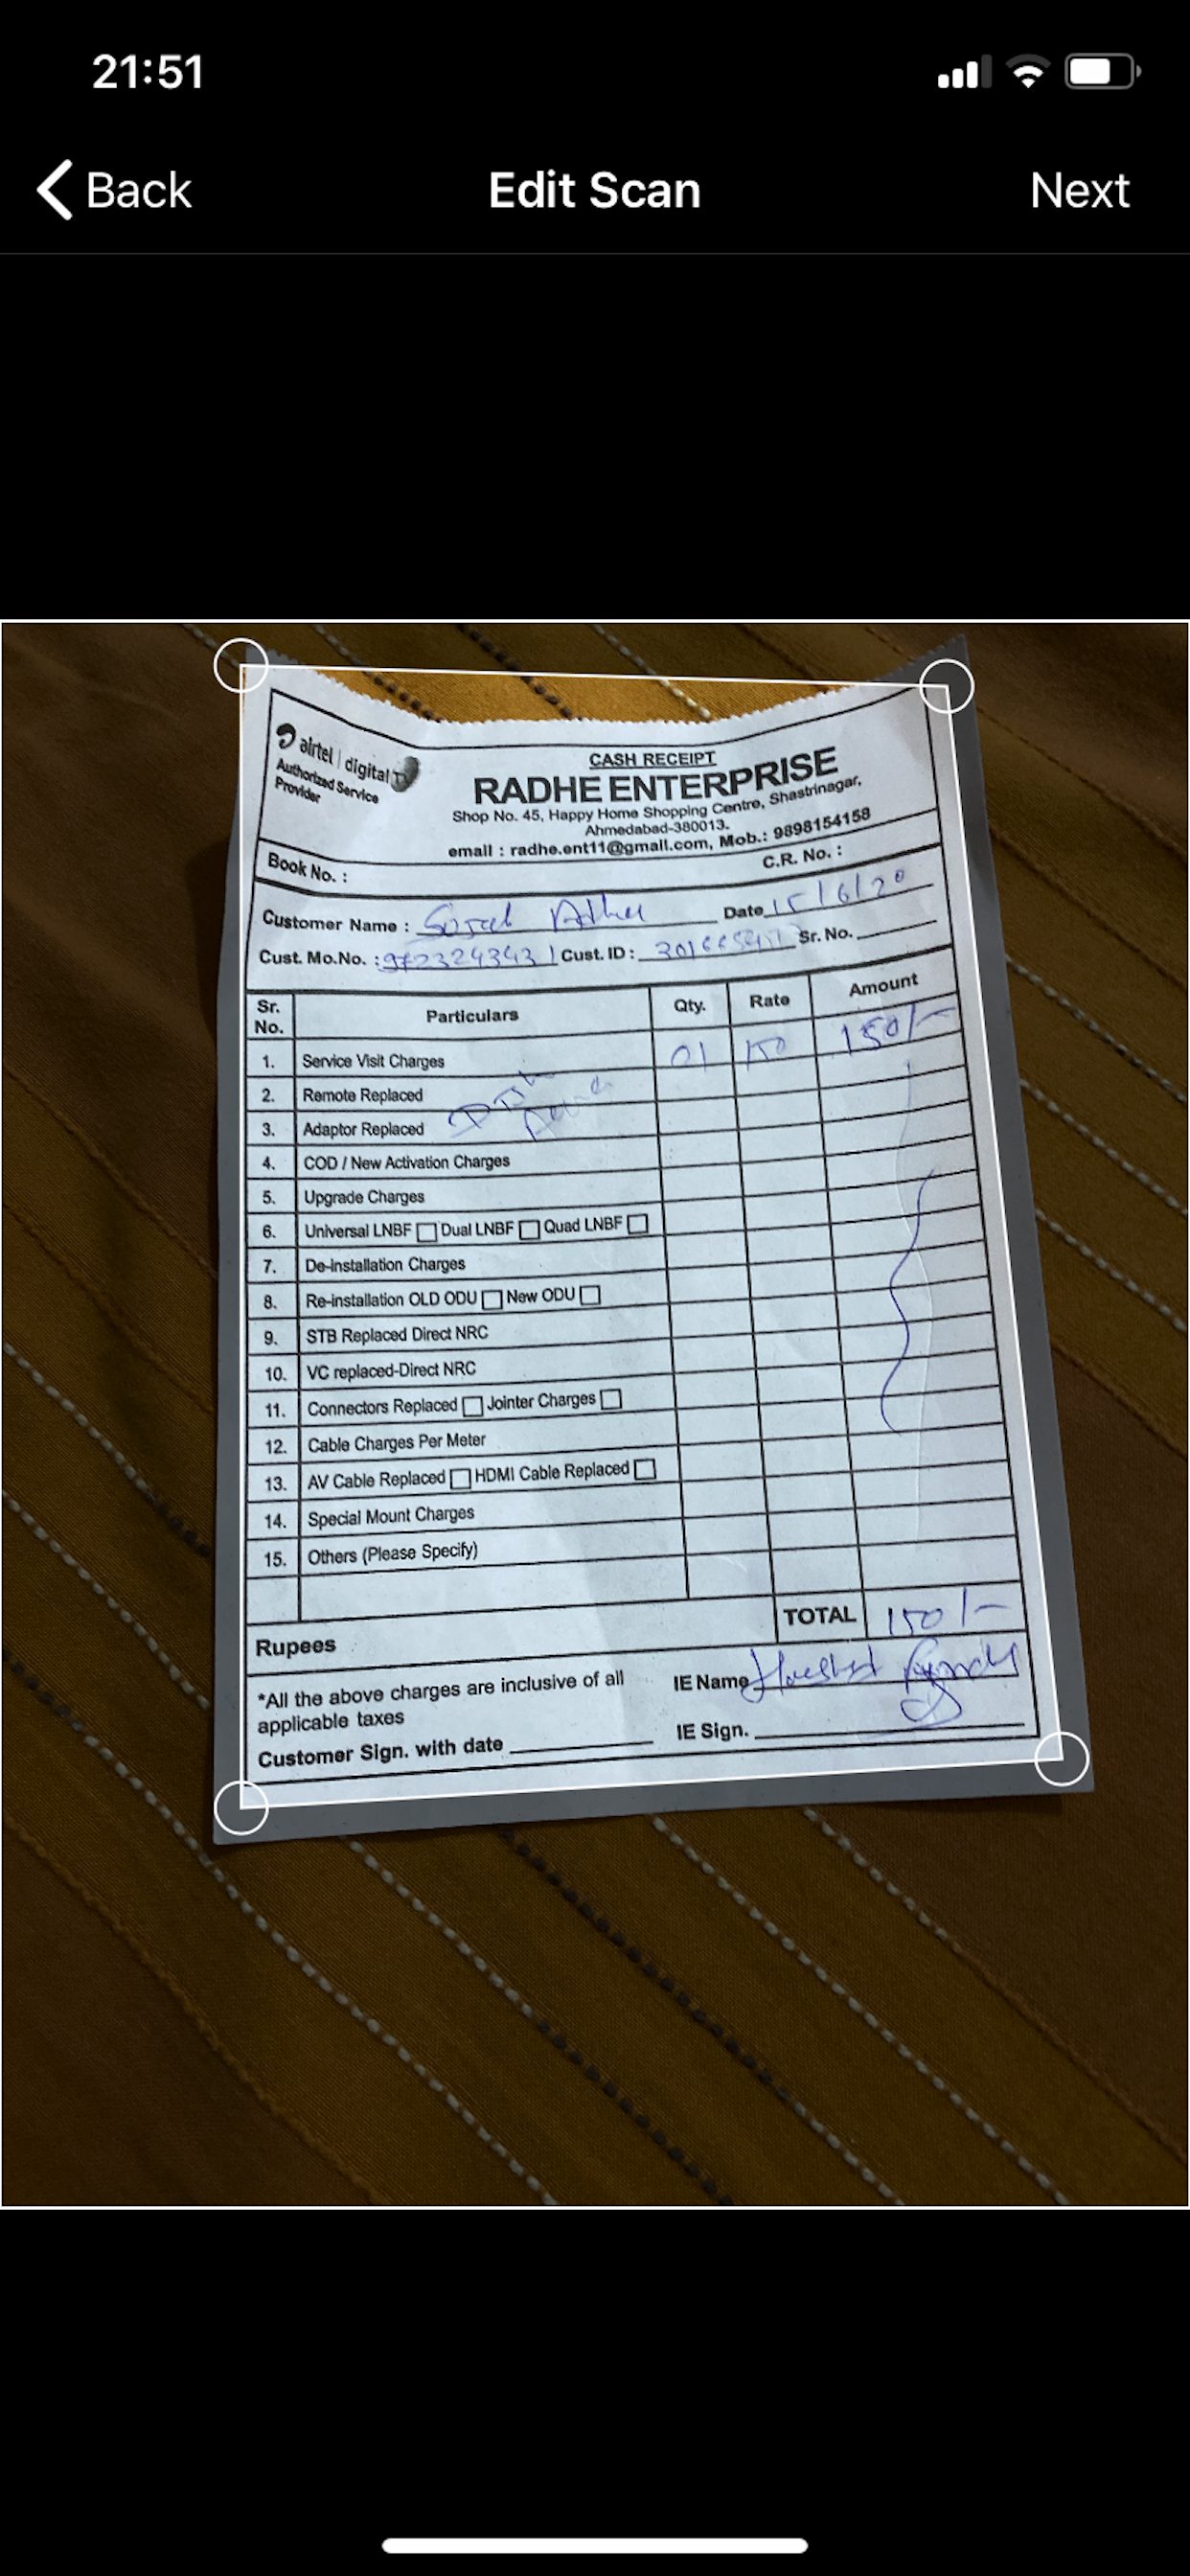 21:51
Back
Edit Scan
Next
airtel | digital TV
Authorized Service
Provider
CASH RECEIPT
RADHE ENTERPRISE
Shop No. 45, Happy Home Shopping Centre, Shastrinagar,
Ahmedabad-380013.
email : radhe.ent11@gmail.com, Mob.: 9898154158
Book No. :
C.R. No. :
Customer Name :
Date 15/6/20
Cust. Mo.No. : Cust. ID : Sr. No.
Sr. No. Particulars Qty. Rate Amount
1. Service Visit Charges 01 150 150/-
2. Remote Replaced
3. Adaptor Replaced
4. COD / New Activation Charges
5. Upgrade Charges
6. Universal LNBF Dual LNBF Quad LNBF
7. De-installation Charges
8. Re-installation OLD ODU New ODU
9. STB Replaced Direct NRC
10. VC replaced-Direct NRC
11. Connectors Replaced Jointer Charges
12. Cable Charges Per Meter
13. AV Cable Replaced HDMI Cable Replaced
14. Special Mount Charges
15. Others (Please Specify)
TOTAL 150/-
Rupees
*All the above charges are inclusive of all
applicable taxes
IE Name
Customer Sign. with date
IE Sign.